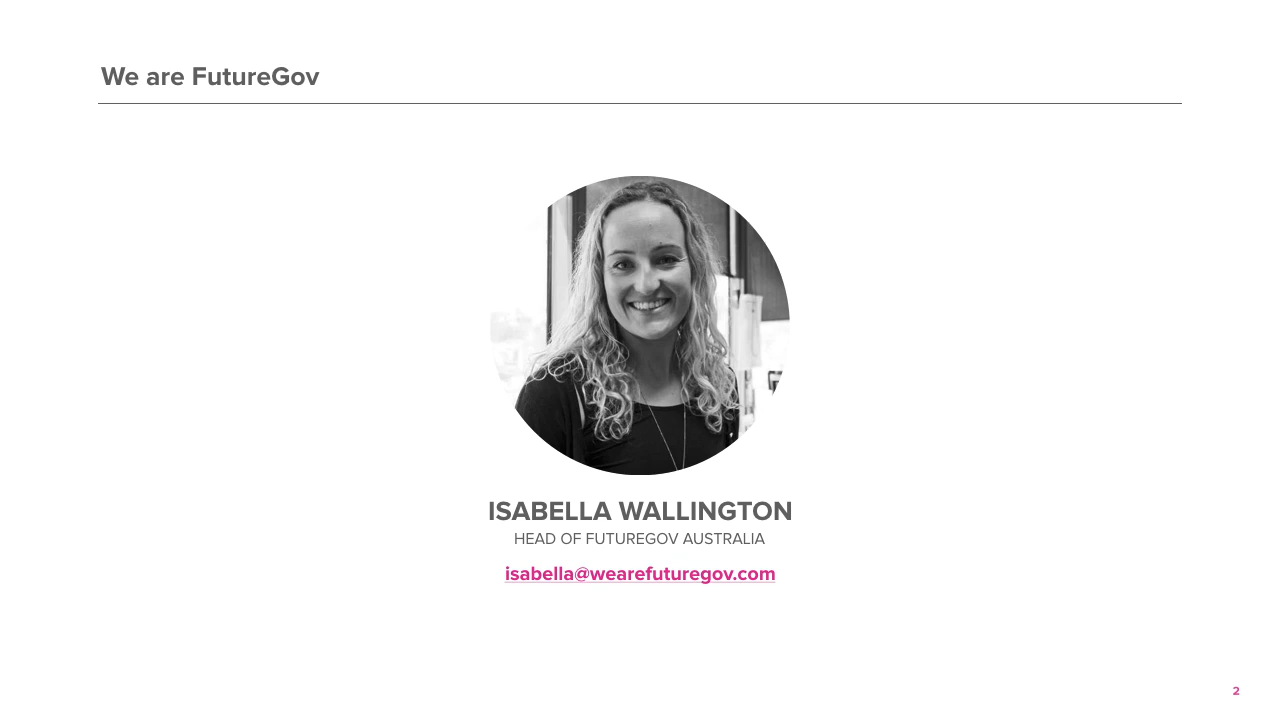 We are FutureGov
ISABELLA WALLINGTON
HEAD OF FUTUREGOV AUSTRALIA
isabella@wearefuturegov.com
2